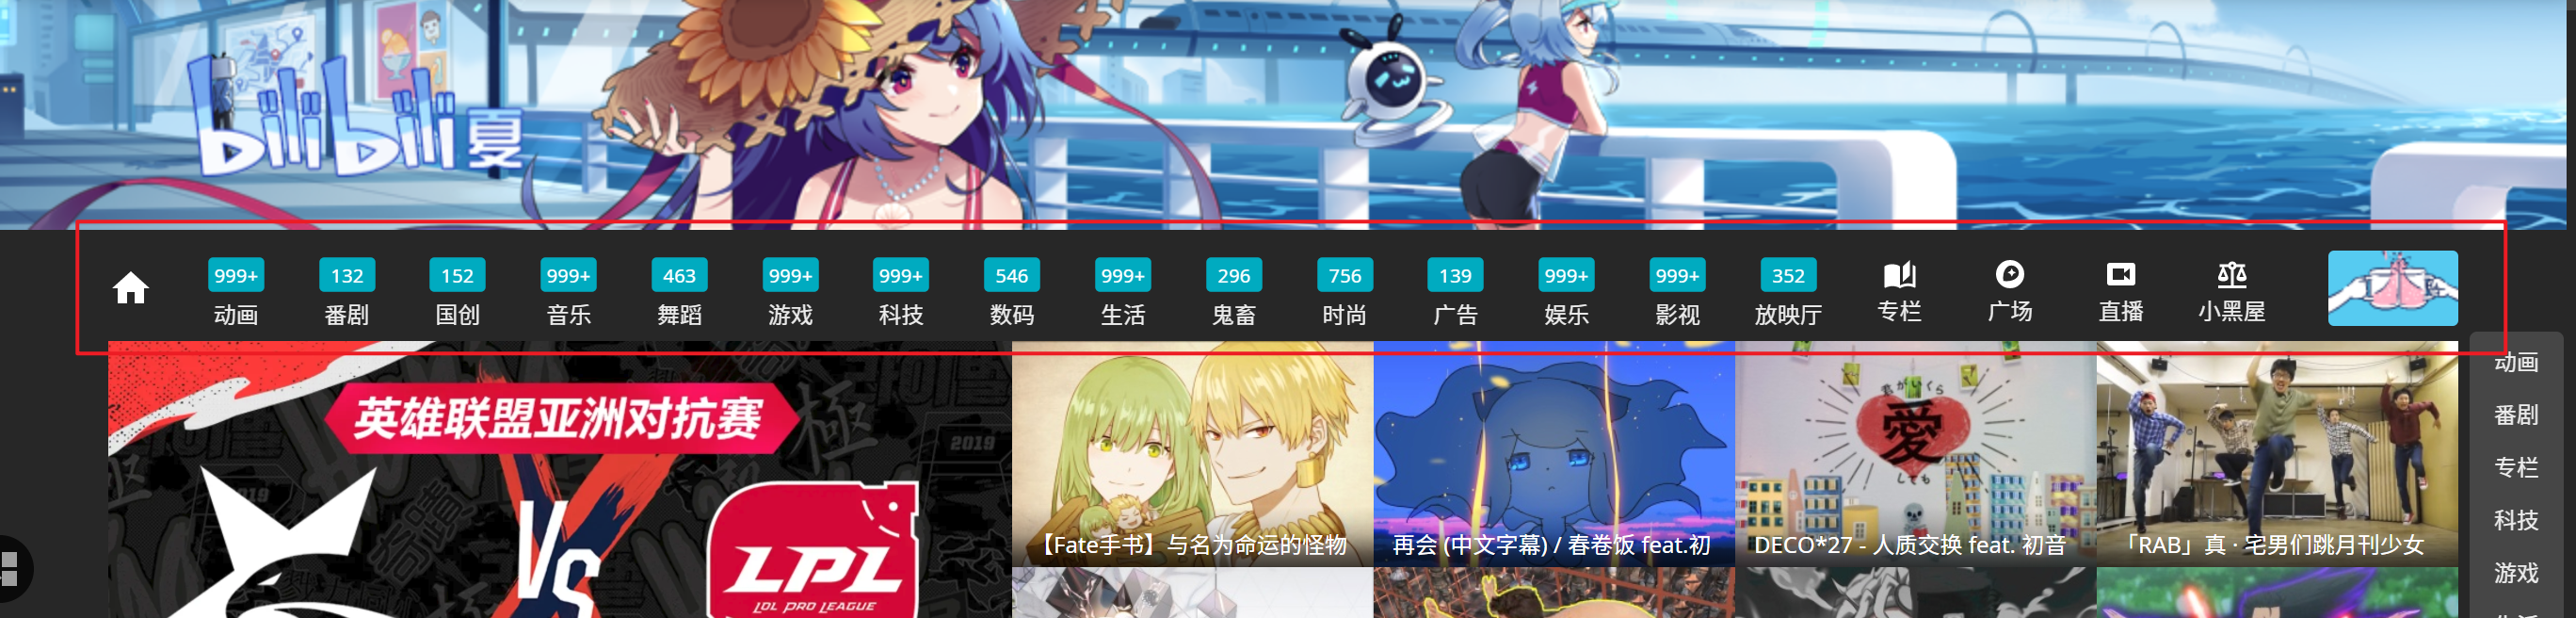 bilibili夏
999+ 132 152 999+ 463 999+ 999+ 546 999+ 296 756 139 999+ 999+ 352
动画 番剧 国创 音乐 舞蹈 游戏 科技 数码 生活 鬼畜 时尚 广告 娱乐 影视 放映厅 专栏 广场 直播 小黑屋
英雄联盟亚洲对抗赛
2019
VS
LPL
LOL PRO LEAGUE
愛
【Fate手书】与名为命运的怪物
再会 (中文字幕) / 春卷饭 feat.初
DECO*27 - 人质交换 feat. 初音
「RAB」真 · 宅男们跳月刊少女
动画
番剧
专栏
科技
游戏